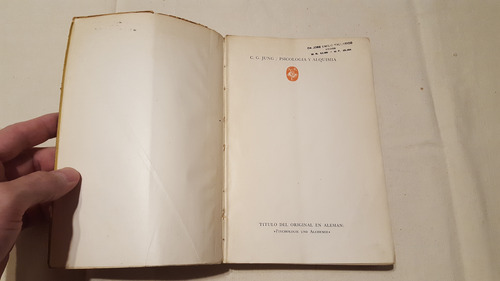 C. G. JUNG : PSICOLOGIA Y ALQUIMIA
TITULO DEL ORIGINAL EN ALEMAN,
«PSYCHOLOGIE UND ALCHEMIE»